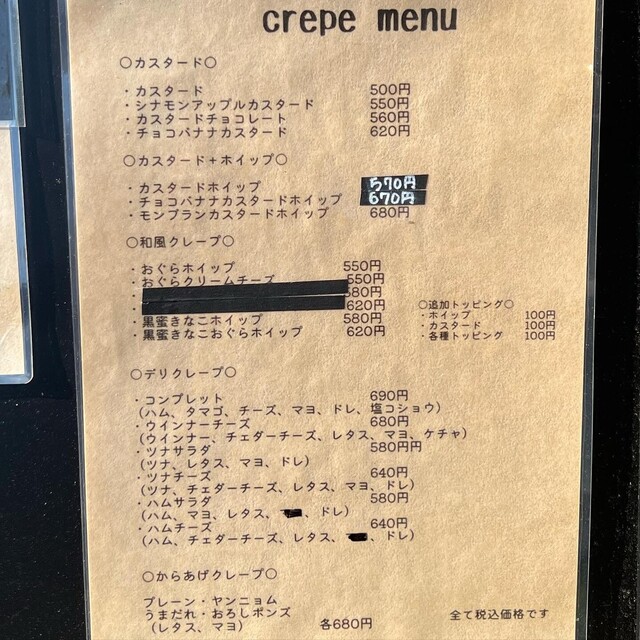 crepe menu
○カスタード○
・カスタード 500円
・シナモンアップルカスタード 550円
・カスタードチョコレート 560円
・チョコバナナカスタード 620円
○カスタード+ホイップ○
・カスタードホイップ 570円
・チョコバナナカスタードホイップ 670円
・モンブランカスタードホイップ 680円
○和風クレープ○
・おぐらホイップ 550円
・おぐらクリームチーズ 550円
・ 580円
・ 620円
・黒蜜きなこホイップ 580円
・黒蜜きなこおぐらホイップ 620円
○追加トッピング○
・ホイップ 100円
・カスタード 100円
・各種トッピング 100円
○デリクレープ○
・コンプレット 690円
(ハム、タマゴ、チーズ、マヨ、ドレ、塩コショウ)
・ウインナーチーズ 680円
(ウインナー、チェダーチーズ、レタス、マヨ、ケチャ)
・ツナサラダ 580円円
(ツナ、レタス、マヨ、ドレ)
・ツナチーズ 640円
(ツナ、チェダーチーズ、レタス、マヨ、ドレ)
・ハムサラダ 580円
(ハム、マヨ、レタス、 、ドレ)
・ハムチーズ 640円
(ハム、チェダーチーズ、レタス、 、ドレ)
○からあげクレープ○
プレーン・ヤンニョム
うまだれ・おろしポンズ
(レタス、マヨ) 各680円
全て税込価格です